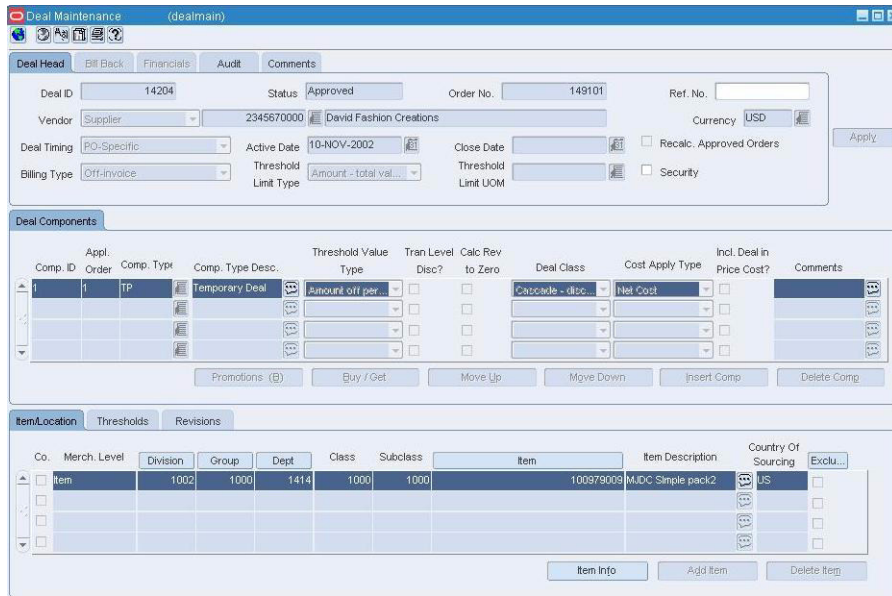 Deal Maintenance (dealmain)
Deal Head Bill Back Financials Audit Comments
Deal ID 14204 Status Approved Order No. 149101 Ref. No.
Vendor Supplier 2345670000 David Fashion Creations Currency USD
Deal Timing PO-Specific Active Date 10-NOV-2002 Close Date Recalc. Approved Orders Apply
Billing Type Off-invoice Threshold Limit Type Amount - total val... Threshold Limit UOM Security
Deal Components
Comp. ID Appl. Order Comp. Type Comp. Type Desc. Threshold Value Type Tran Level Disc? Calc Rev to Zero Deal Class Cost Apply Type Incl. Deal in Price Cost? Comments
1 1 TP Temporary Deal Amount off per... Cascade - disc... Net Cost
Promotions (B) Buy / Get Move Up Move Down Insert Comp Delete Comp
Item/Location Thresholds Revisions
Co. Merch. Level Division Group Dept Class Subclass Item Item Description Country Of Sourcing Exclu...
Item 1002 1000 1414 1000 1000 100979009 MJDC SImple pack2 US
Item Info Add Item Delete Item